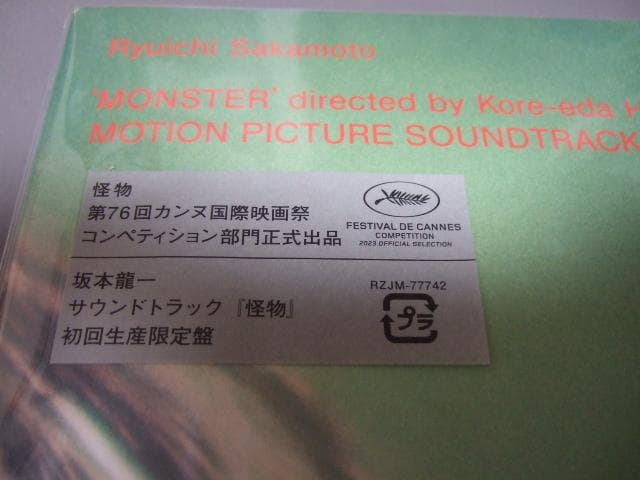 Ryuichi Sakamoto
'MONSTER' directed by Kore-eda
MOTION PICTURE SOUNDTRACK
怪物
第76回カンヌ国際映画祭
コンペティション部門正式出品
FESTIVAL DE CANNES
COMPETITION
2023 OFFICIAL SELECTION
坂本龍一
サウンドトラック『怪物』
初回生産限定盤
RZJM-77742
プラ